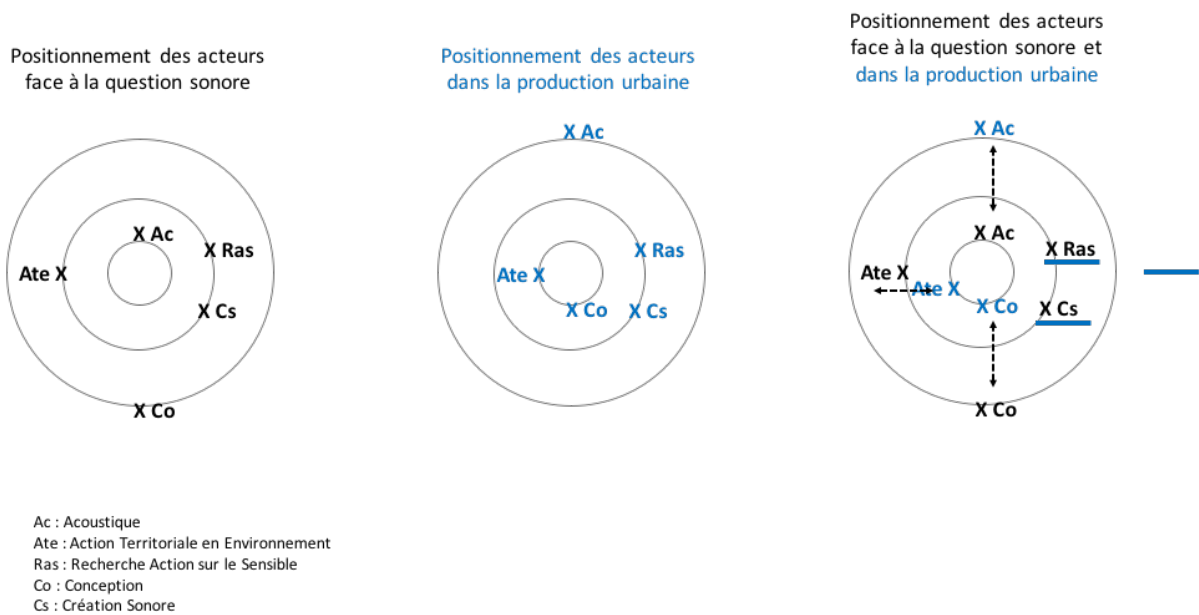 Positionnement des acteurs
face à la question sonore
X Ac
X Ras
Ate X
X Cs
X Co
Positionnement des acteurs
dans la production urbaine
X Ac
X Ras
Ate X
X Co
X Cs
Positionnement des acteurs
face à la question sonore et
dans la production urbaine
X Ac
X Ac
X Ras
Ate X
Ate X
X Co
X Cs
X Co
Ac : Acoustique
Ate : Action Territoriale en Environnement
Ras : Recherche Action sur le Sensible
Co : Conception
Cs : Création Sonore